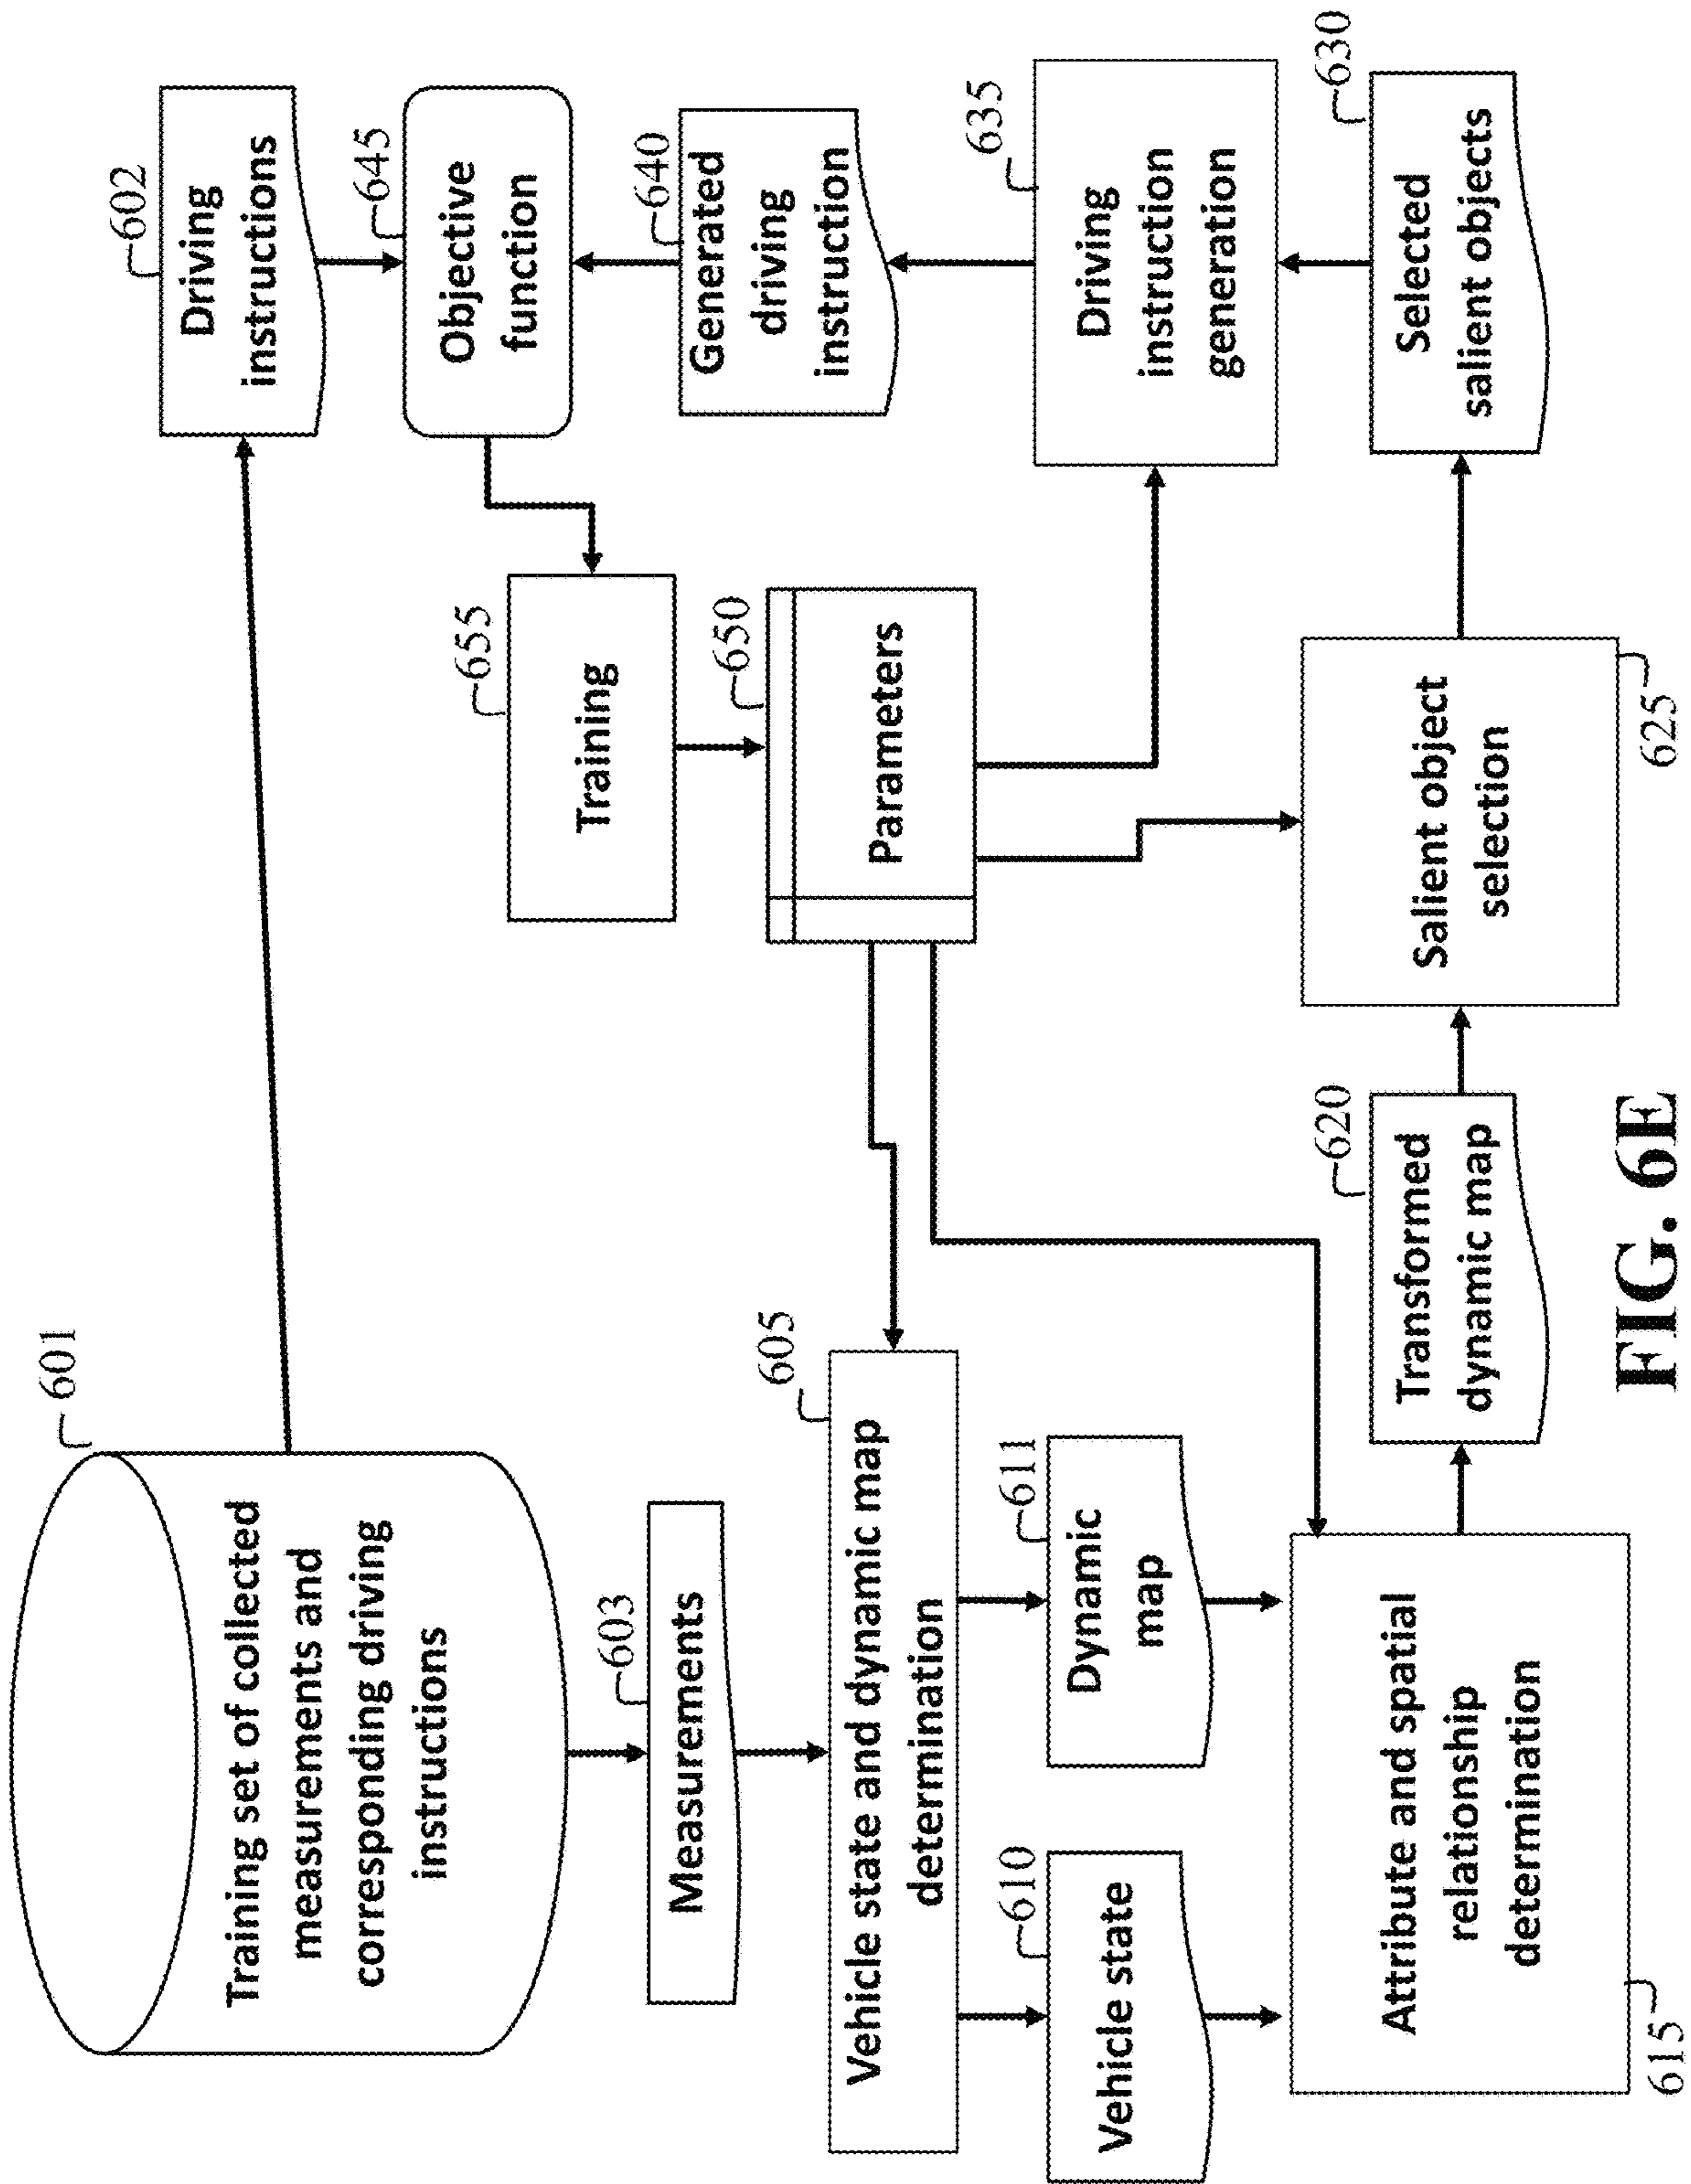 601
Training set of collected
measurements and
corresponding driving
instructions
602
Driving
instructions
603
Measurements
645
Objective
function
655
Training
640
Generated
driving
instruction
650
Parameters
605
Vehicle state and dynamic map
determination
635
Driving
instruction
generation
610
Vehicle state
611
Dynamic
map
615
Attribute and spatial
relationship
determination
620
Transformed
dynamic map
625
Salient object
selection
630
Selected
salient objects
FIG. 6E